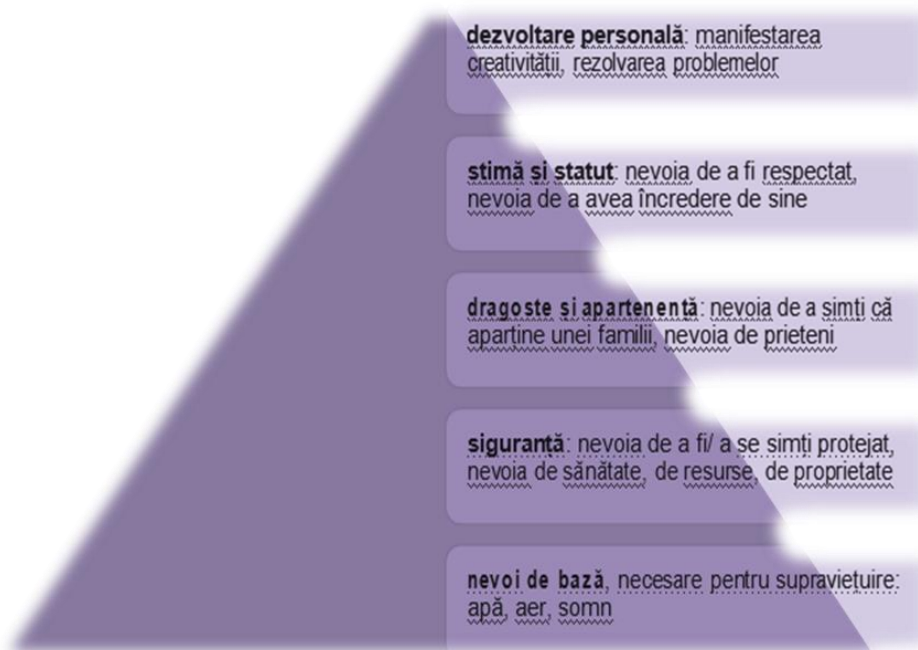 dezvoltare personală: manifestarea
creativității, rezolvarea problemelor
stimă și statut: nevoia de a fi respectat,
nevoia de a avea încredere de sine
dragoste și apartenență: nevoia de a simți că
aparține unei familii, nevoia de prieteni
siguranță: nevoia de a fi/ a se simți protejat,
nevoia de sănătate, de resurse, de proprietate
nevoi de bază, necesare pentru supraviețuire:
apă, aer, somn